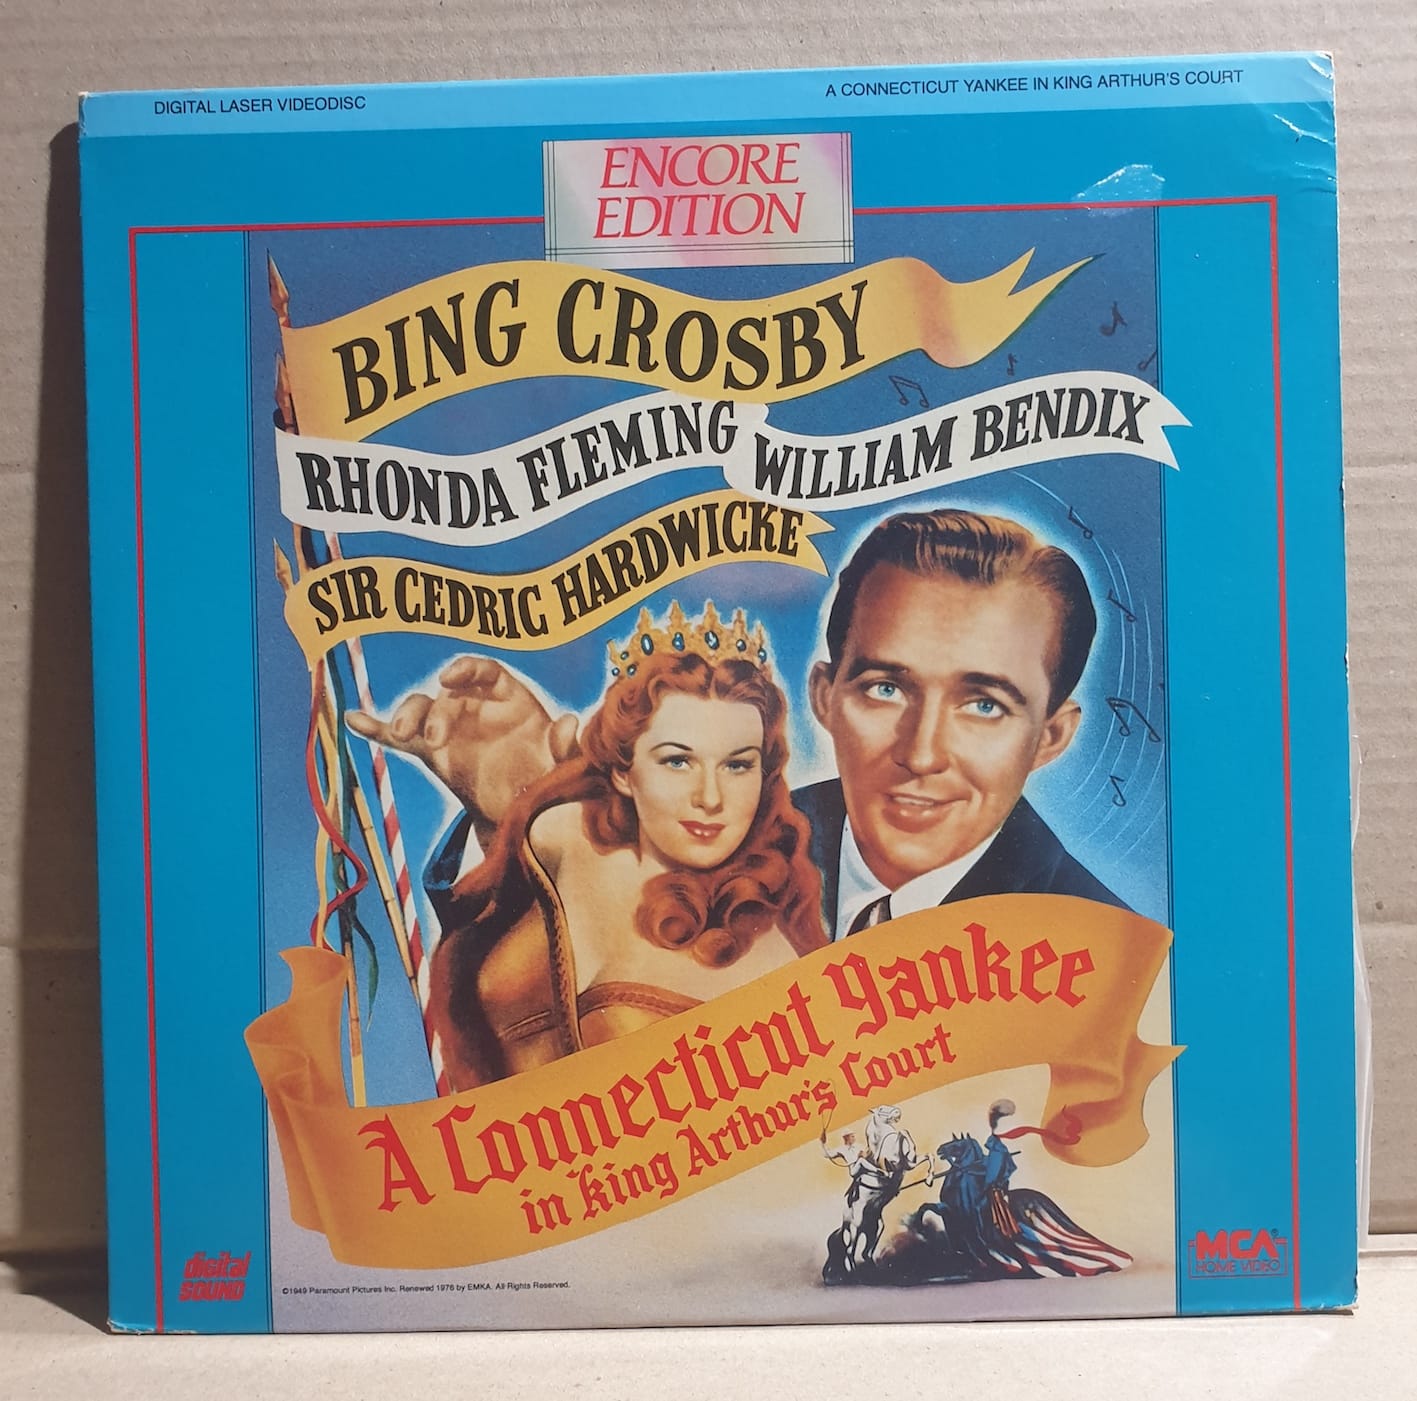 DIGITAL LASER VIDEODISC
A CONNECTICUT YANKEE IN KING ARTHUR'S COURT
ENCORE
EDITION
BING CROSBY
RHONDA FLEMING
WILLIAM BENDIX
SIR CEDRIC HARDWICKE
A Connecticut Yankee
in King Arthur's Court
digital
SOUND
©1949 Paramount Pictures Inc. Renewed 1976 by EMKA. All Rights Reserved.
MCA®
HOME VIDEO